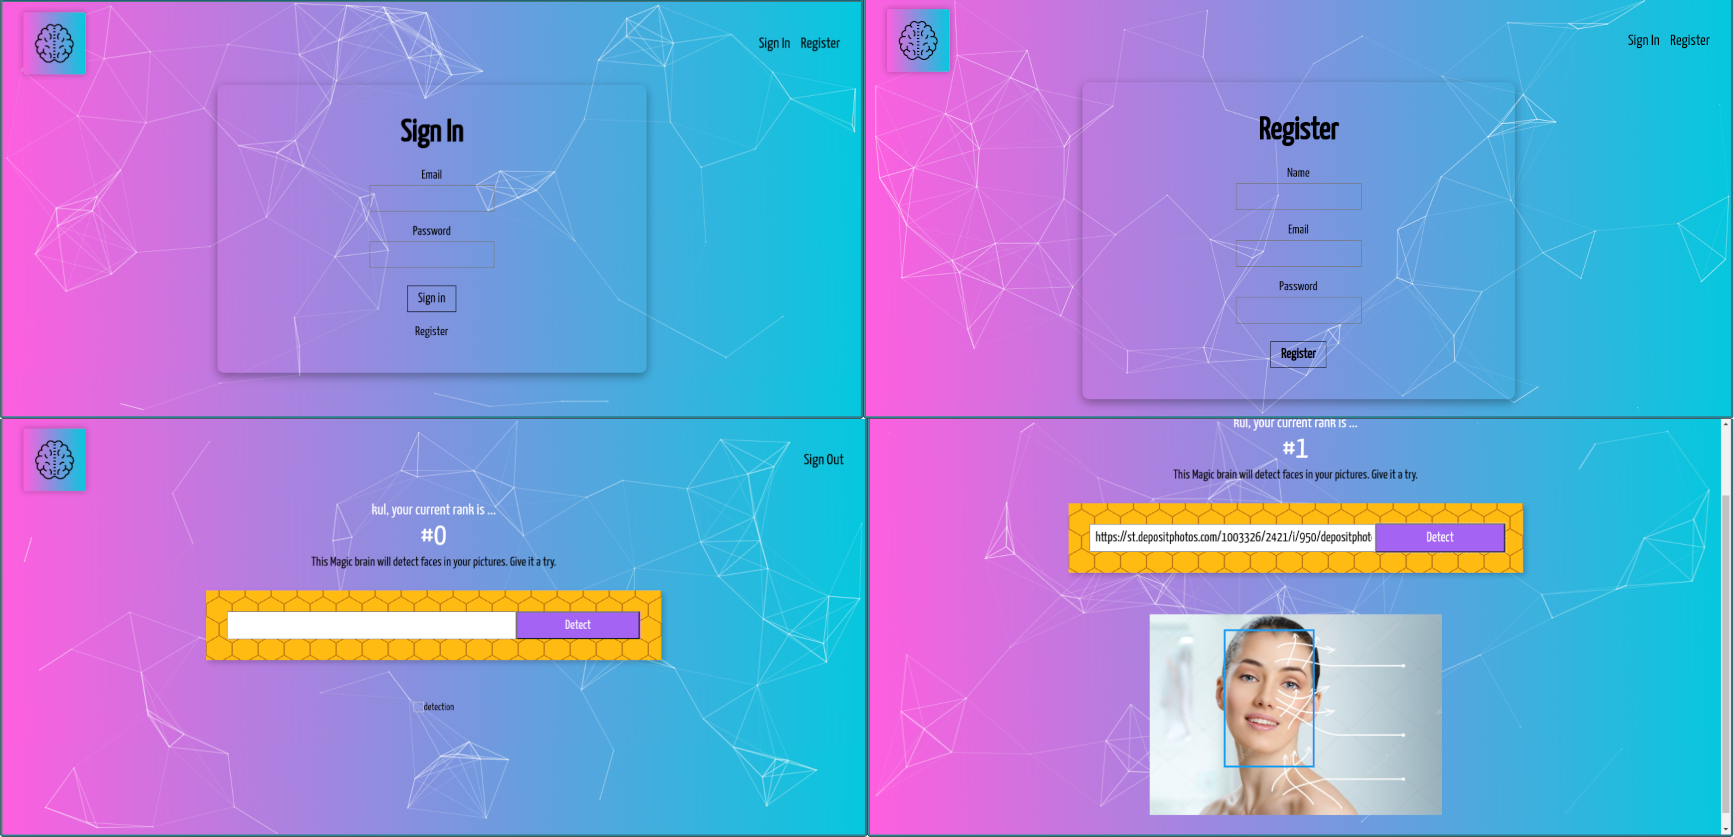 Sign In Register
Sign In
Email
Password
Sign in
Register
Sign In Register
Register
Name
Email
Password
Register
Sign Out
kul, your current rank is ...
#0
This Magic brain will detect faces in your pictures. Give it a try.
Detect
detection
kul, your current rank is ...
#1
This Magic brain will detect faces in your pictures. Give it a try.
https://st.depositphotos.com/1003326/2421/i/950/depositphot
Detect